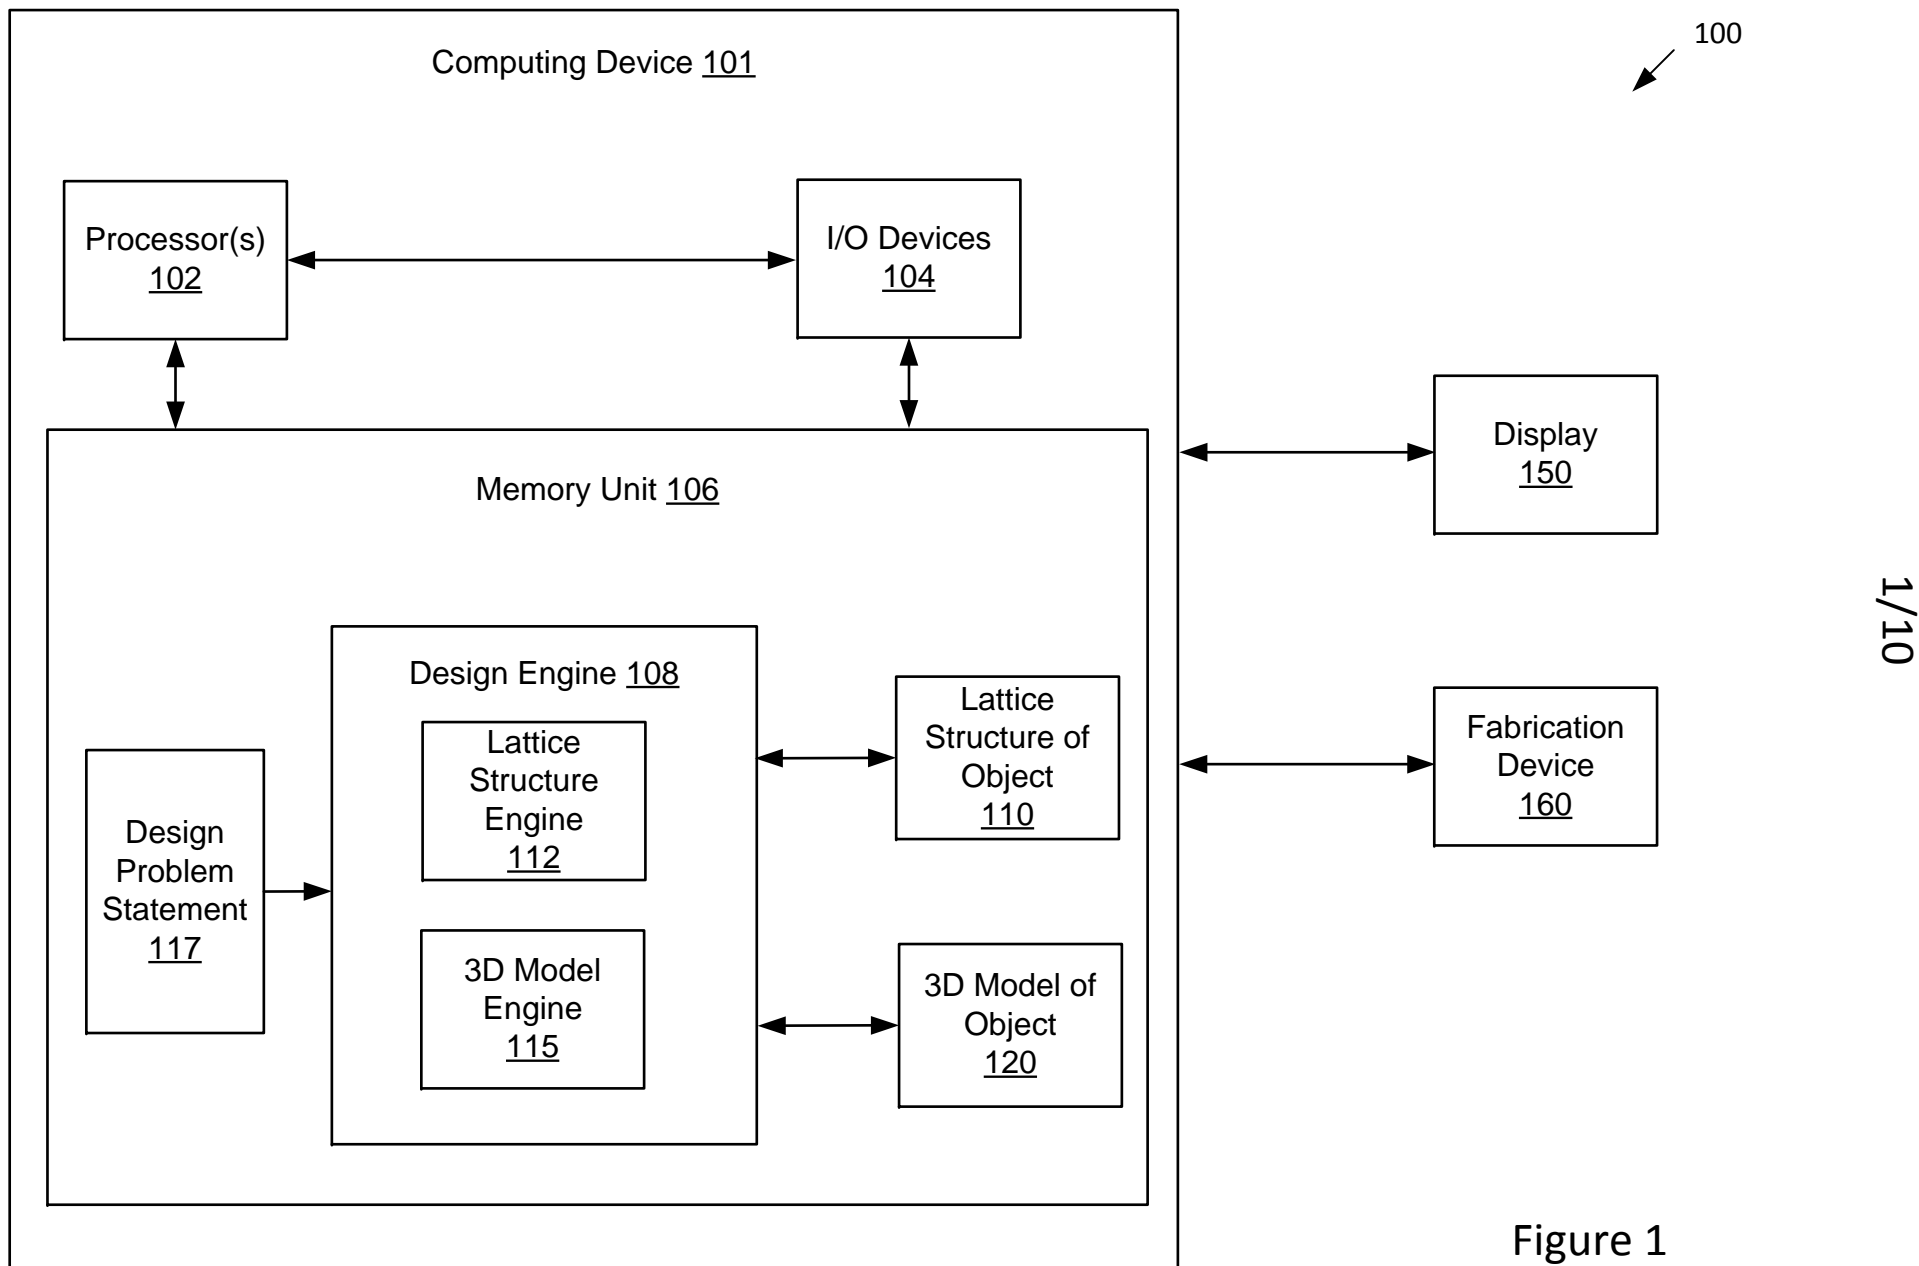 Computing Device 101
100
Processor(s)
102
I/O Devices
104
Display
150
Memory Unit 106
1/10
Design Engine 108
Lattice
Structure
Engine
112
Lattice
Structure of
Object
110
Fabrication
Device
160
Design
Problem
Statement
117
3D Model
Engine
115
3D Model of
Object
120
Figure 1